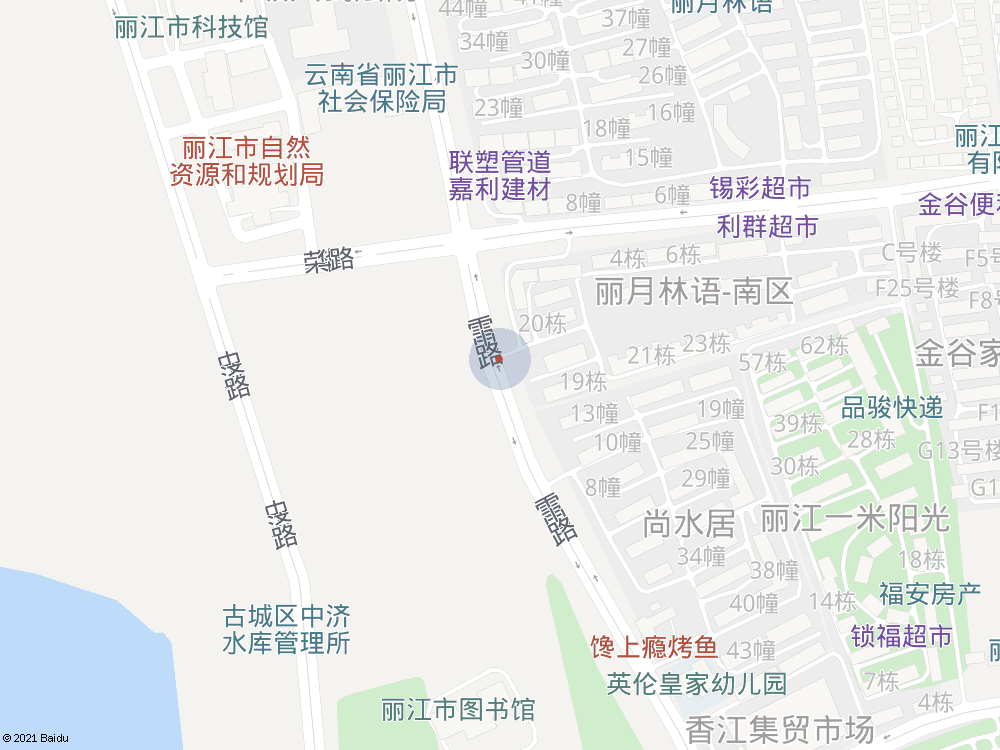 44幢
37幢
丽月林语
丽江市科技馆
34幢
30幢
27幢
26幢
云南省丽江市
社会保险局
23幢
16幢
18幢
丽江市自然
资源和规划局
联塑管道
嘉利建材
15幢
丽江
有限
8幢
6幢
锡彩超市
利群超市
金谷便利
荣华路
4栋
6栋
C号楼
F5号
丽月林语-南区
F25号楼
F8号
20栋
雪山路
21栋
23栋
57栋
62栋
金谷家
19栋
中济路
13幢
19幢
品骏快递
39栋
F1
10幢
25幢
28栋
G13号楼
30栋
8幢
29幢
G1
雪山路
中济路
尚水居
丽江一米阳光
34幢
38幢
18栋
40幢
14栋
福安房产
古城区中济
水库管理所
馋上瘾烤鱼
43幢
锁福超市
英伦皇家幼儿园
7栋
4栋
丽江市图书馆
香江集贸市场
© 2021 Baidu